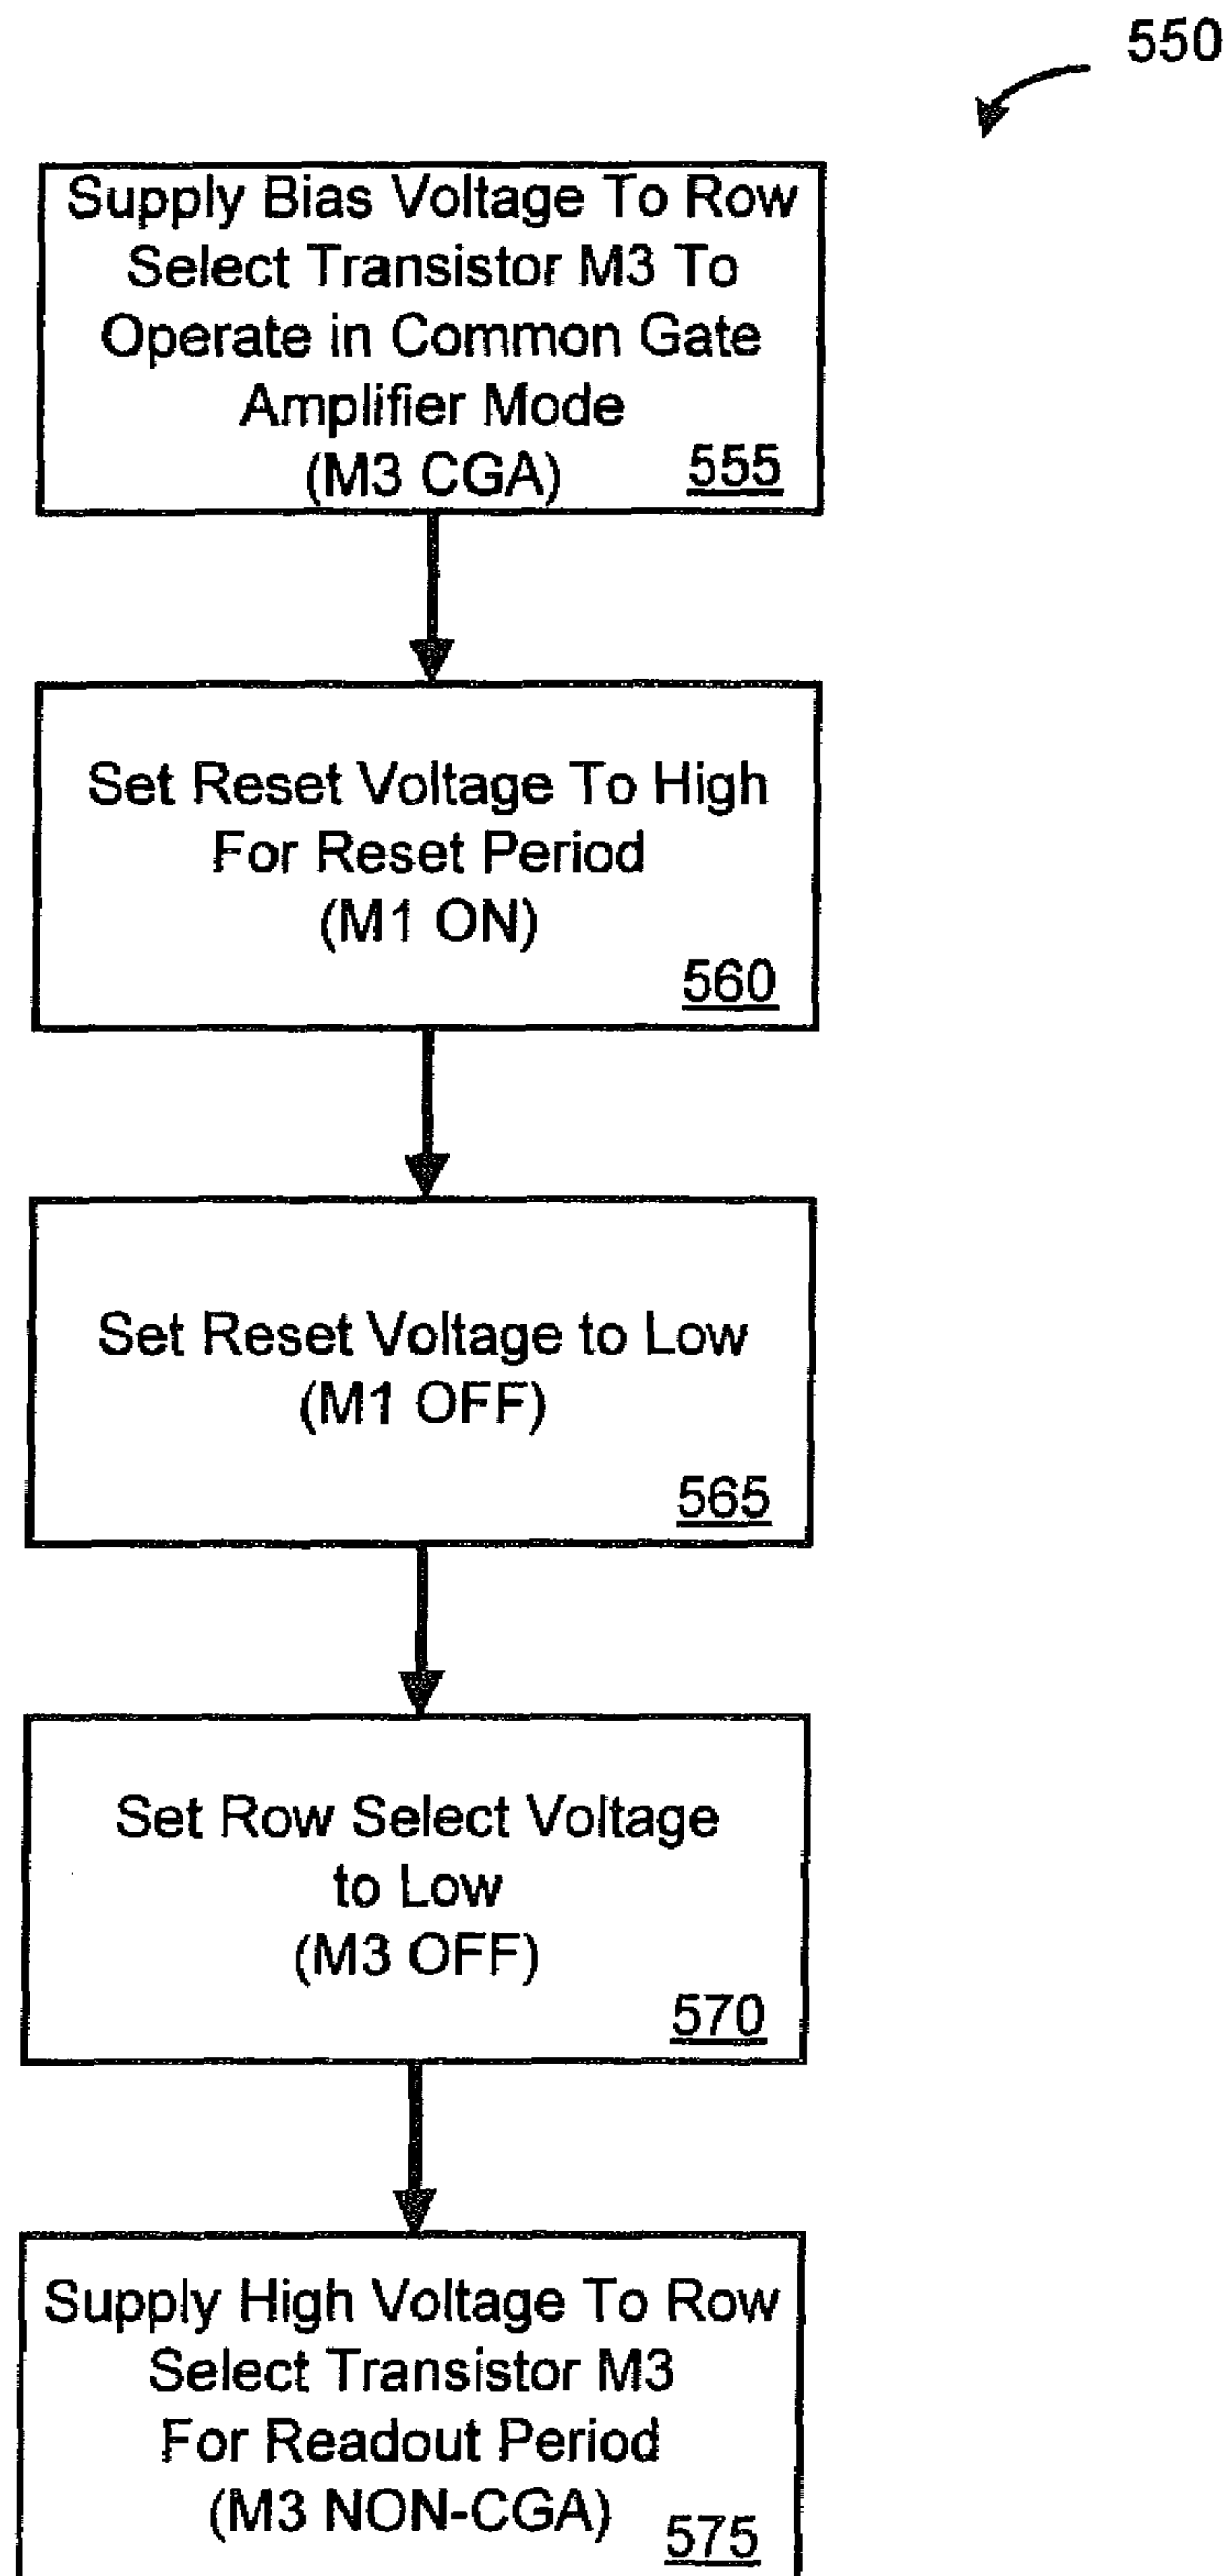 550
Supply Bias Voltage To Row
Select Transistor M3 To
Operate in Common Gate
Amplifier Mode
(M3 CGA)
555
Set Reset Voltage To High
For Reset Period
(M1 ON)
560
Set Reset Voltage to Low
(M1 OFF)
565
Set Row Select Voltage
to Low
(M3 OFF)
570
Supply High Voltage To Row
Select Transistor M3
For Readout Period
(M3 NON-CGA)
575